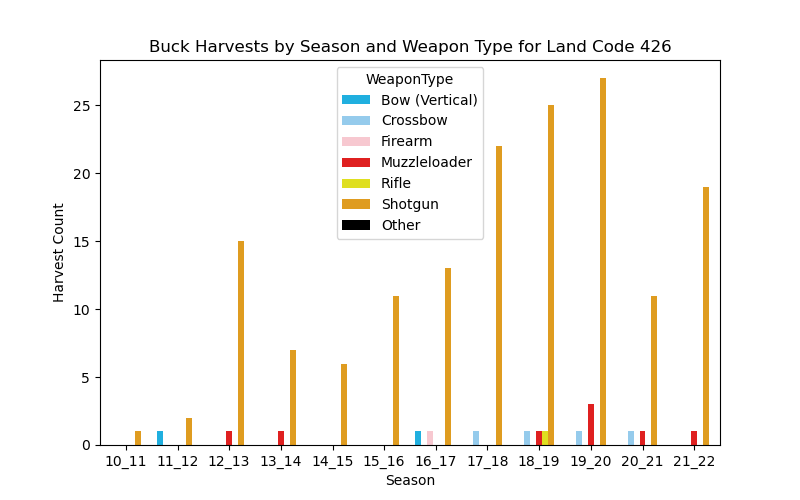 Buck Harvests by Season and Weapon Type for Land Code 426
WeaponType
Bow (Vertical)
Crossbow
Firearm
Muzzleloader
Rifle
Shotgun
Other
Harvest Count
25
20
15
10
5
0
10_11 11_12 12_13 13_14 14_15 15_16 16_17 17_18 18_19 19_20 20_21 21_22
Season